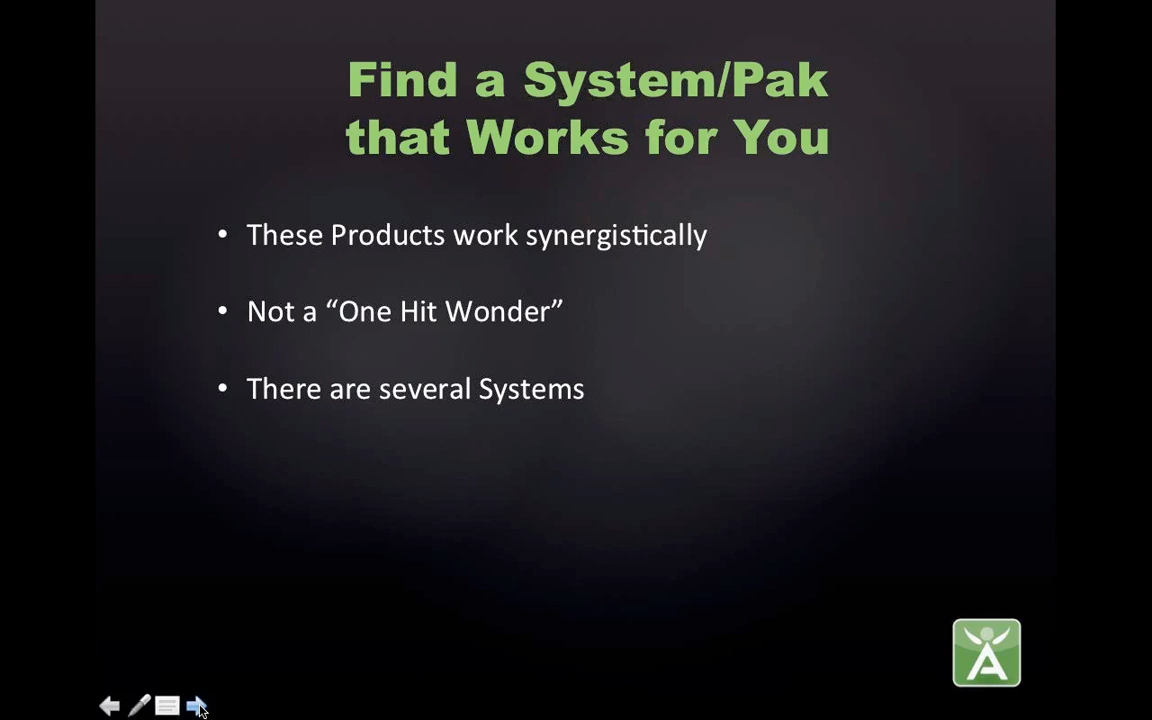 Find a System/Pak
that Works for You
• These Products work synergistically
• Not a “One Hit Wonder”
• There are several Systems
A